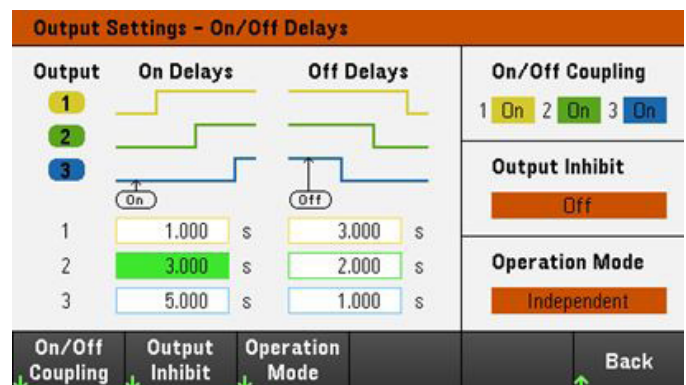 Output Settings - On/Off Delays
Output On Delays Off Delays
1
2
3
On Off
1 1.000 s 3.000 s
2 3.000 s 2.000 s
3 5.000 s 1.000 s
On/Off Coupling
1 On 2 On 3 On
Output Inhibit
Off
Operation Mode
Independent
On/Off Coupling
Output Inhibit
Operation Mode
Back